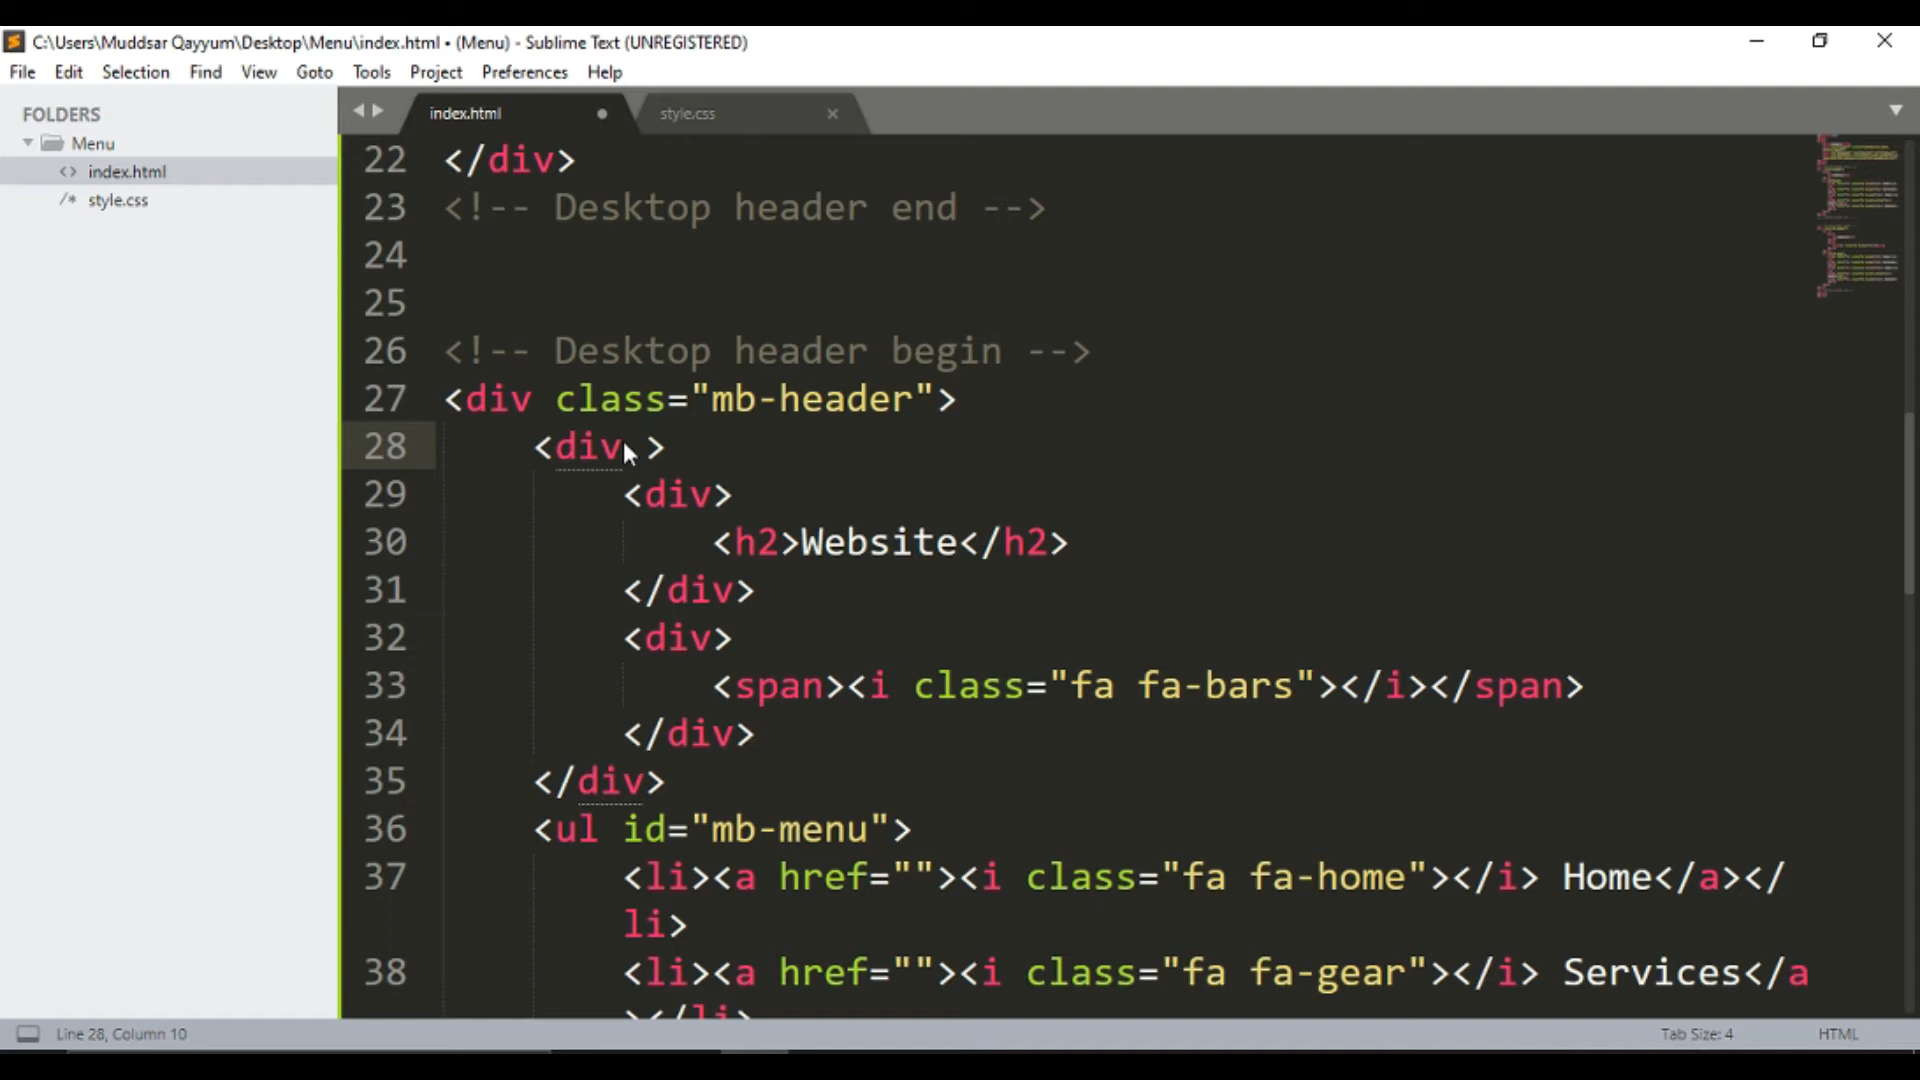 C:\Users\Muddsar Qayyum\Desktop\Menu\index.html • (Menu) - Sublime Text (UNREGISTERED)
File Edit Selection Find View Goto Tools Project Preferences Help
FOLDERS
Menu
<> index.html
/* style.css
index.html
style.css
22 </div>
23 <!-- Desktop header end -->
24
25
26 <!-- Desktop header begin -->
27 <div class="mb-header">
28 <div >
29 <div>
30 <h2>Website</h2>
31 </div>
32 <div>
33 <span><i class="fa fa-bars"></i></span>
34 </div>
35 </div>
36 <ul id="mb-menu">
37 <li><a href=""><i class="fa fa-home"></i> Home</a></
li>
38 <li><a href=""><i class="fa fa-gear"></i> Services</a
></li>
Line 28, Column 10
Tab Size: 4
HTML